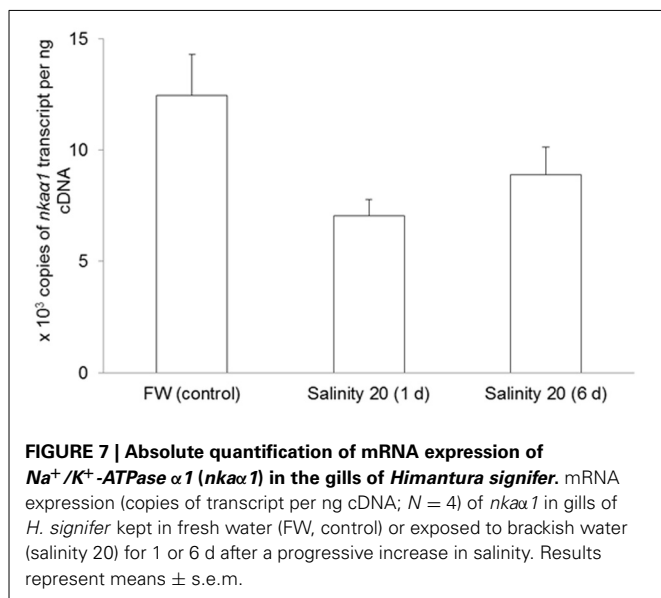 15
10
5
0
x 10³ copies of nkaα1 transcript per ng
cDNA
FW (control)
Salinity 20 (1 d)
Salinity 20 (6 d)
FIGURE 7 | Absolute quantification of mRNA expression of
Na⁺/K⁺-ATPase α1 (nkaα1) in the gills of Himantura signifer. mRNA
expression (copies of transcript per ng cDNA; N = 4) of nkaα1 in gills of
H. signifer kept in fresh water (FW, control) or exposed to brackish water
(salinity 20) for 1 or 6 d after a progressive increase in salinity. Results
represent means ± s.e.m.